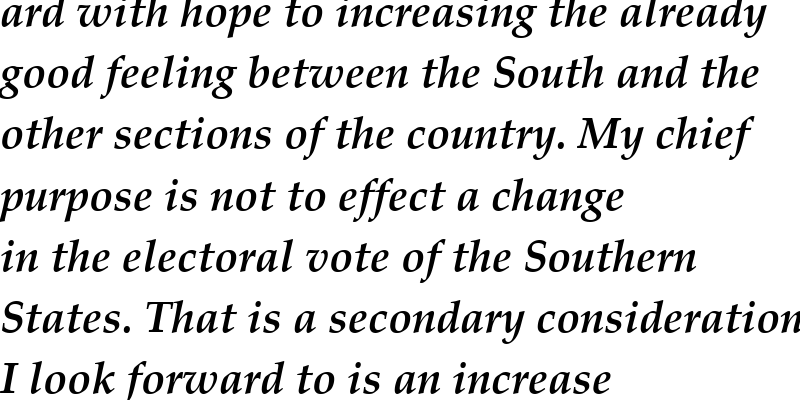 ard with hope to increasing the already
good feeling between the South and the
other sections of the country. My chief
purpose is not to effect a change
in the electoral vote of the Southern
States. That is a secondary consideration
I look forward to is an increase